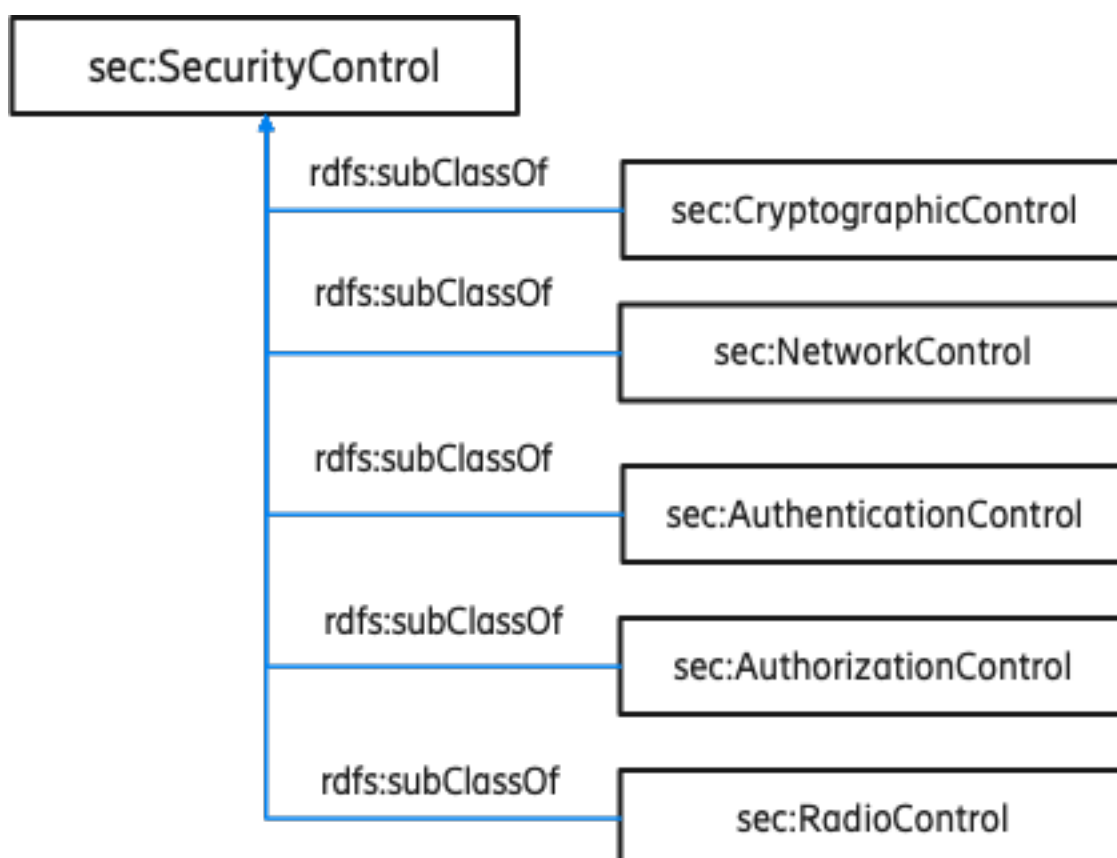 sec:SecurityControl
rdfs:subClassOf
sec:CryptographicControl
rdfs:subClassOf
sec:NetworkControl
rdfs:subClassOf
sec:AuthenticationControl
rdfs:subClassOf
sec:AuthorizationControl
rdfs:subClassOf
sec:RadioControl